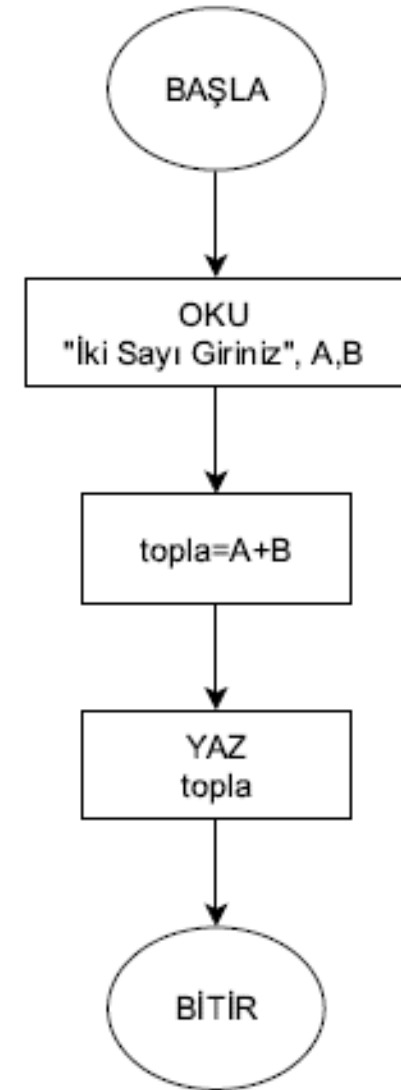 BAŞLA
OKU
"İki Sayı Giriniz", A,B
topla=A+B
YAZ
topla
BİTİR